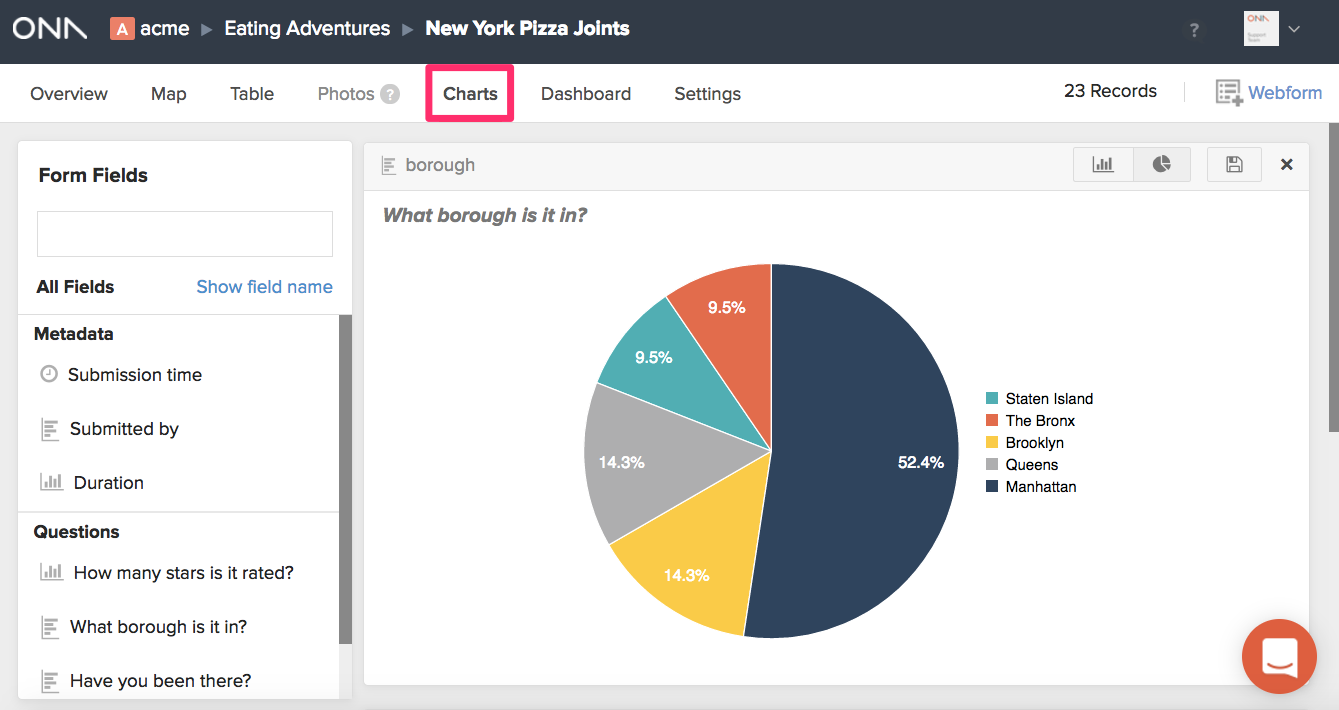 ONA A acme Eating Adventures New York Pizza Joints ?
ONA
Support
Team
Overview Map Table Photos ? Charts Dashboard Settings 23 Records Webform
Form Fields
All Fields Show field name
Metadata
Submission time
Submitted by
Duration
Questions
How many stars is it rated?
What borough is it in?
Have you been there?
borough
What borough is it in?
9.5%
9.5%
14.3%
14.3%
52.4%
Staten Island
The Bronx
Brooklyn
Queens
Manhattan